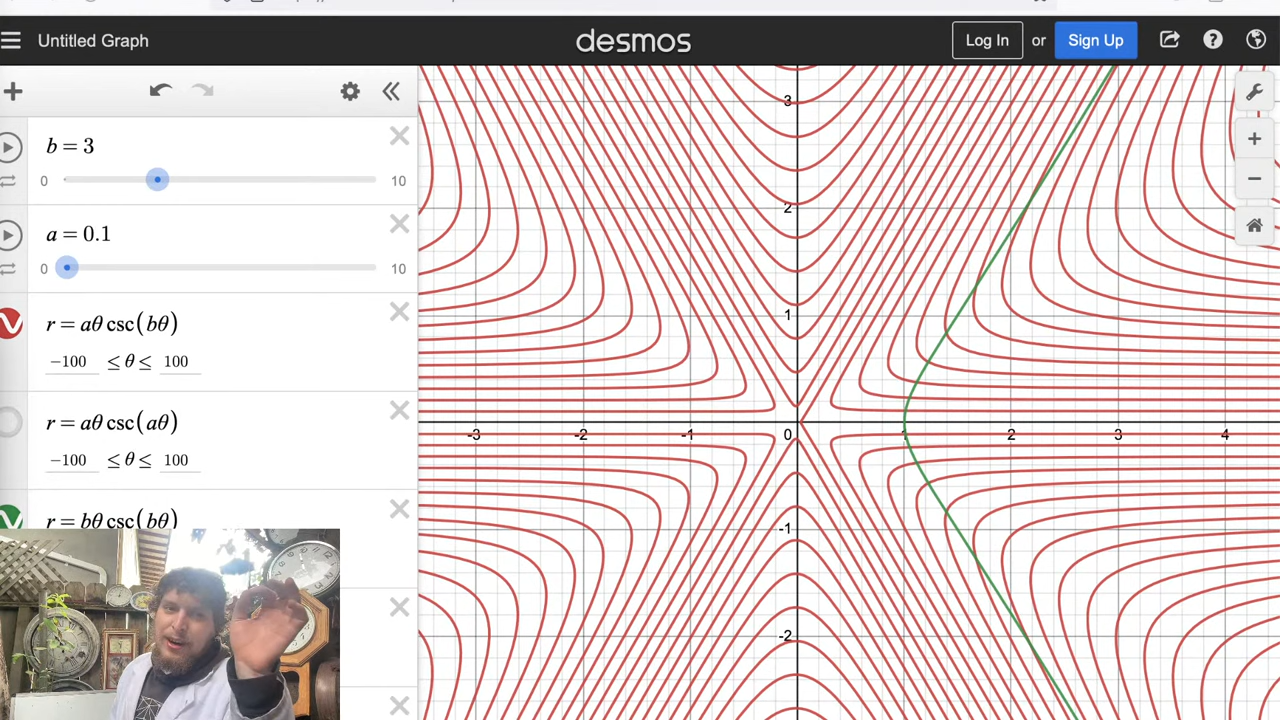 Untitled Graph
desmos
Log In or Sign Up
b = 3
0 10
a = 0.1
0 10
r = aθ csc(bθ)
-100 ≤ θ ≤ 100
r = aθ csc(aθ)
-100 ≤ θ ≤ 100
r = bθ csc(bθ)
3
2
1
-3 -2 -1 0 1 2 3 4
-1
-2